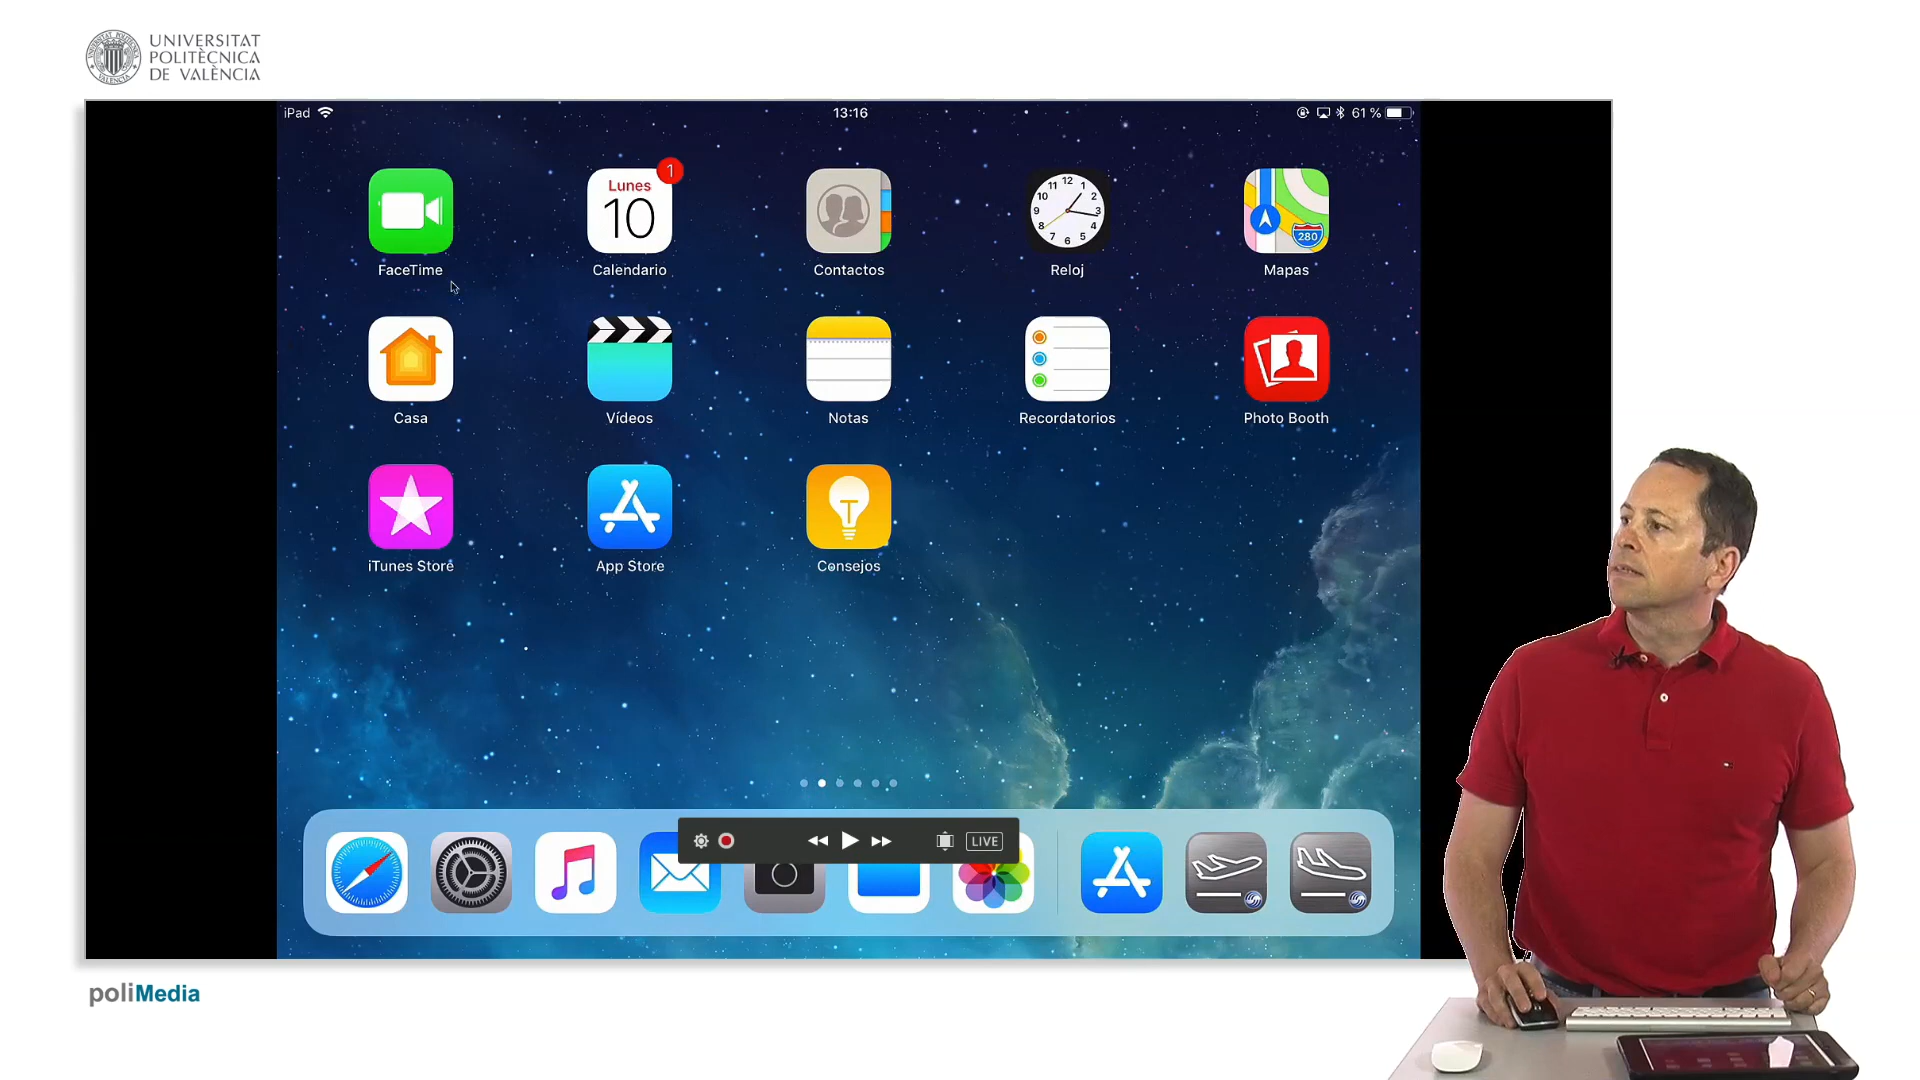 UNIVERSITAT
POLITÈCNICA
DE VALÈNCIA
iPad
13:16
61 %
1
Lunes
10
280
FaceTime
Calendario
Contactos
Reloj
Mapas
Casa
Vídeos
Notas
Recordatorios
Photo Booth
iTunes Store
App Store
Consejos
LIVE
poliMedia